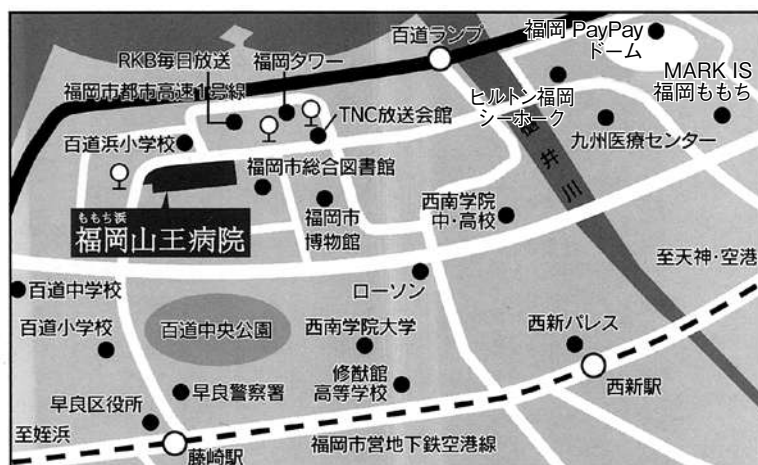 百道ランプ
福岡 PayPay
ドーム
RKB毎日放送
福岡タワー
MARK IS
福岡ももち
福岡市都市高速1号線
ヒルトン福岡
シーホーク
TNC放送会館
九州医療センター
百道浜小学校
樋井川
福岡市総合図書館
ももち浜
福岡山王病院
福岡市
博物館
西南学院
中・高校
至天神・空港
百道中学校
ローソン
百道小学校
百道中央公園
西南学院大学
西新パレス
修猷館
高等学校
西新駅
早良区役所
早良警察署
至姪浜
藤崎駅
福岡市営地下鉄空港線